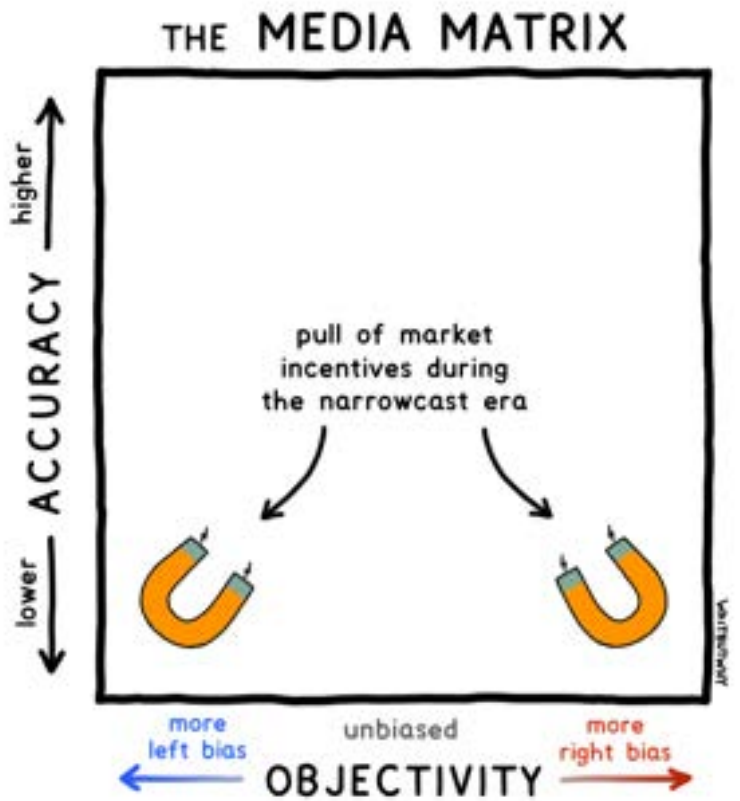 THE MEDIA MATRIX
higher
ACCURACY
lower
pull of market
incentives during
the narrowcast era
more
left bias
unbiased
more
right bias
OBJECTIVITY
WAITBUTWHY